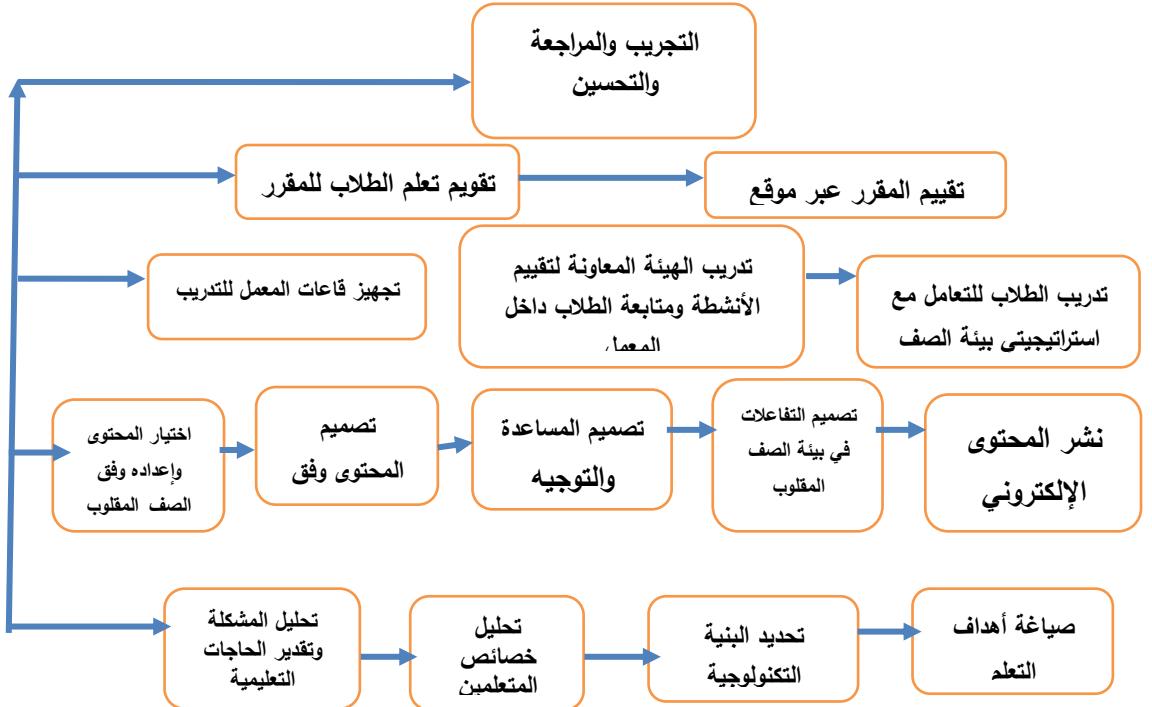 التجريب والمراجعة
والتحسين
تقويم تعلم الطلاب للمقرر
تقييم المقرر عبر موقع
تجهيز قاعات المعمل للتدريب
تدريب الهيئة المعاونة لتقييم
الأنشطة ومتابعة الطلاب داخل
المعمل
تدريب الطلاب للتعامل مع
استراتيجيتي بيئة الصف
اختيار المحتوى
وإعداده وفق
الصف المقلوب
تصميم
المحتوى وفق
تصميم المساعدة
والتوجيه
تصميم التفاعلات
في بيئة الصف
المقلوب
نشر المحتوى
الإلكتروني
تحليل المشكلة
وتقدير الحاجات
التعليمية
تحليل
خصائص
المتعلمين
تحديد البنية
التكنولوجية
صياغة أهداف
التعلم